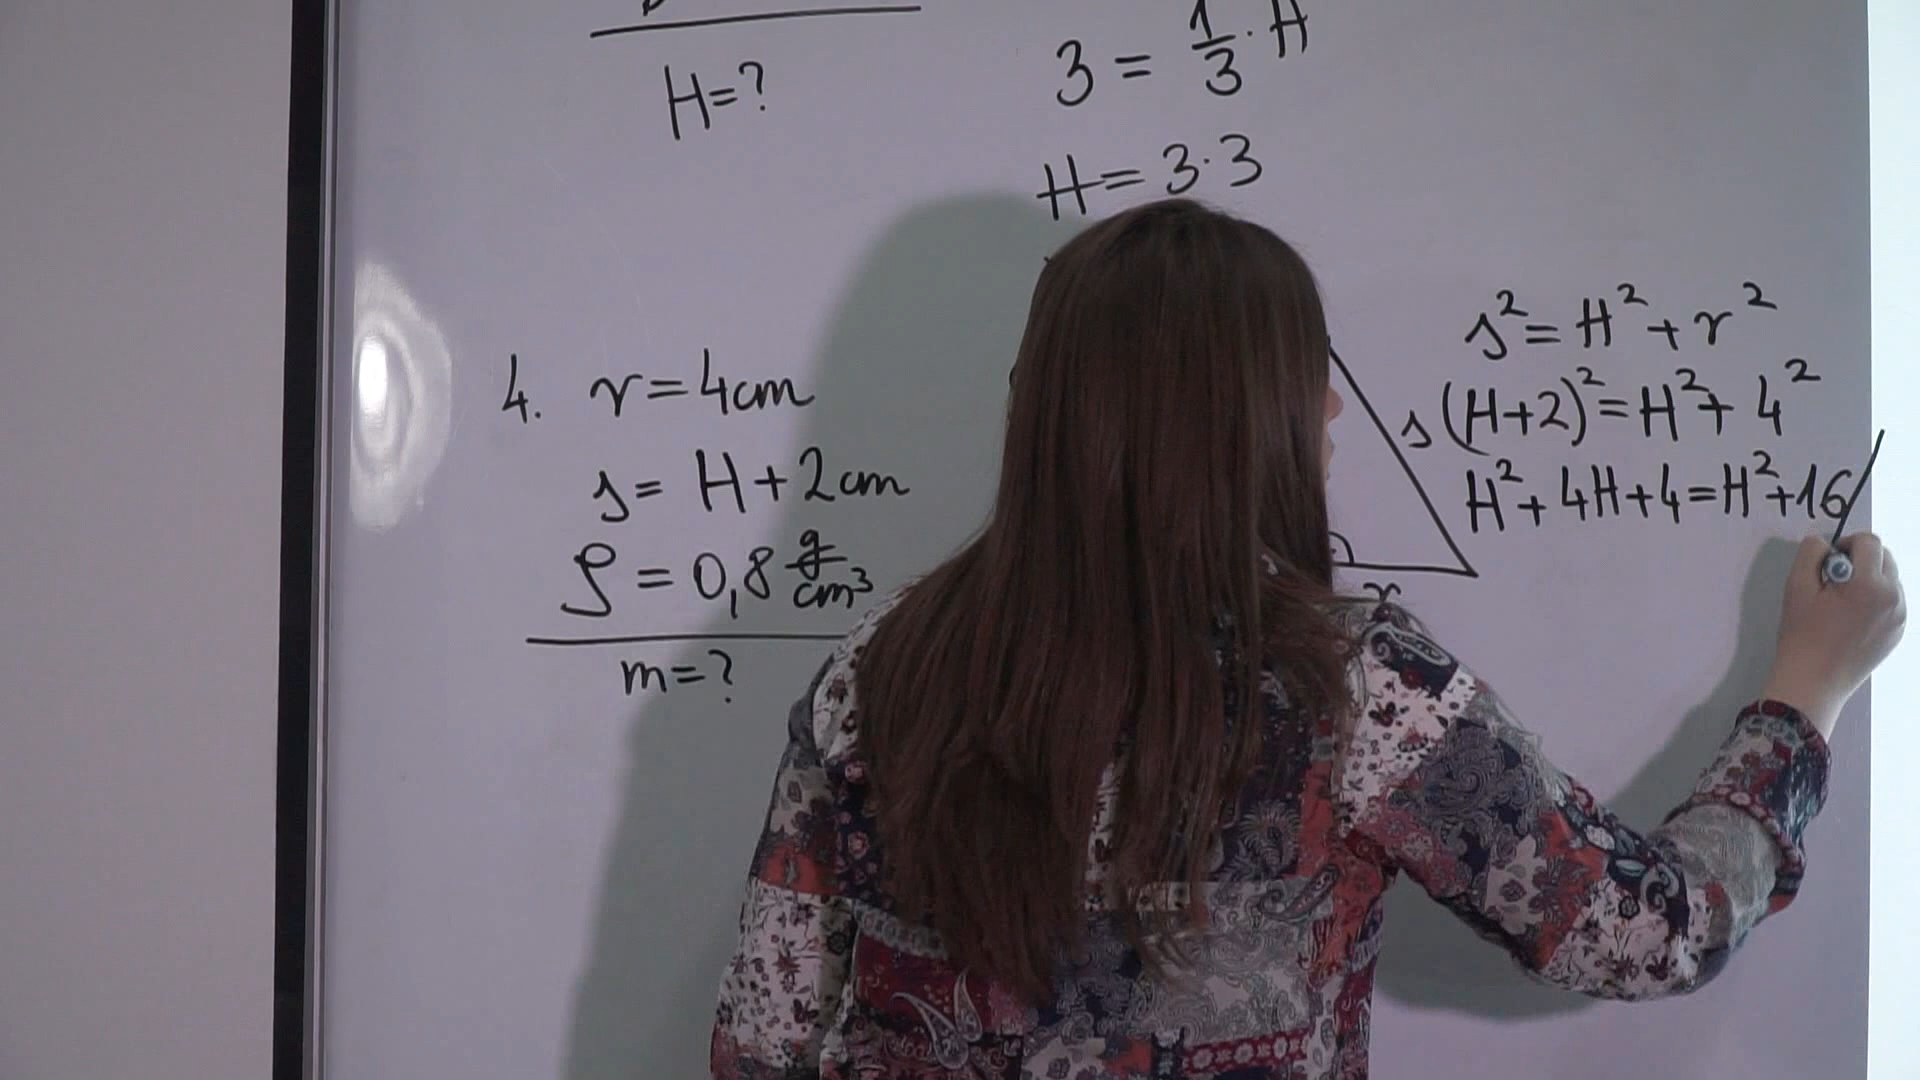 H=?
3 = 1/3 · H
H = 3·3
4. r = 4cm
s = H+2cm
ρ = 0,8 g/cm³
m=?
s
r
s² = H² + r²
(H+2)² = H² + 4²
H² + 4H + 4 = H² + 16